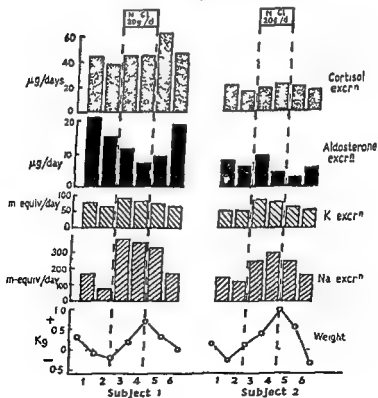 N Cl
20g/d
N Cl
20g/d
60
40
20
0
µg/days
Cortisol
excrⁿ
20
10
0
µg/day
Aldosterone
excrⁿ
m equiv/day
100
50
0
K excrⁿ
m-equiv/day
300
200
100
0
Na excrⁿ
+
Kg
–
1·0
0·5
0
0·5
Weight
1 2 3 4 5 6
1 2 3 4 5 6
Subject 1
Subject 2